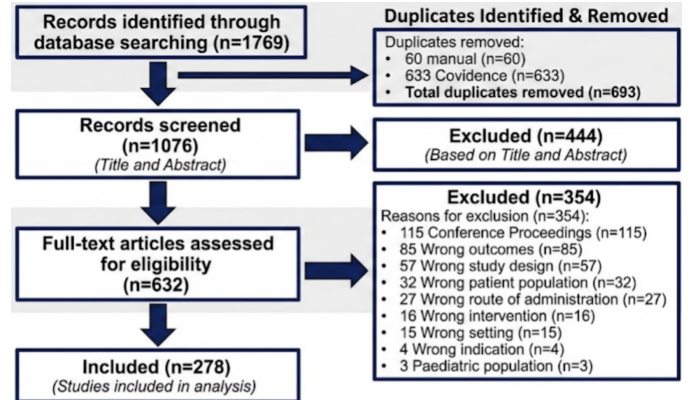 Records identified through
database searching (n=1769)
Duplicates Identified & Removed
Duplicates removed:
• 60 manual (n=60)
• 633 Covidence (n=633)
• Total duplicates removed (n=693)
Records screened
(n=1076)
(Title and Abstract)
Excluded (n=444)
(Based on Title and Abstract)
Full-text articles assessed
for eligibility
(n=632)
Excluded (n=354)
Reasons for exclusion (n=354):
• 115 Conference Proceedings (n=115)
• 85 Wrong outcomes (n=85)
• 57 Wrong study design (n=57)
• 32 Wrong patient population (n=32)
• 27 Wrong route of administration (n=27)
• 16 Wrong intervention (n=16)
• 15 Wrong setting (n=15)
• 4 Wrong indication (n=4)
• 3 Paediatric population (n=3)
Included (n=278)
(Studies included in analysis)